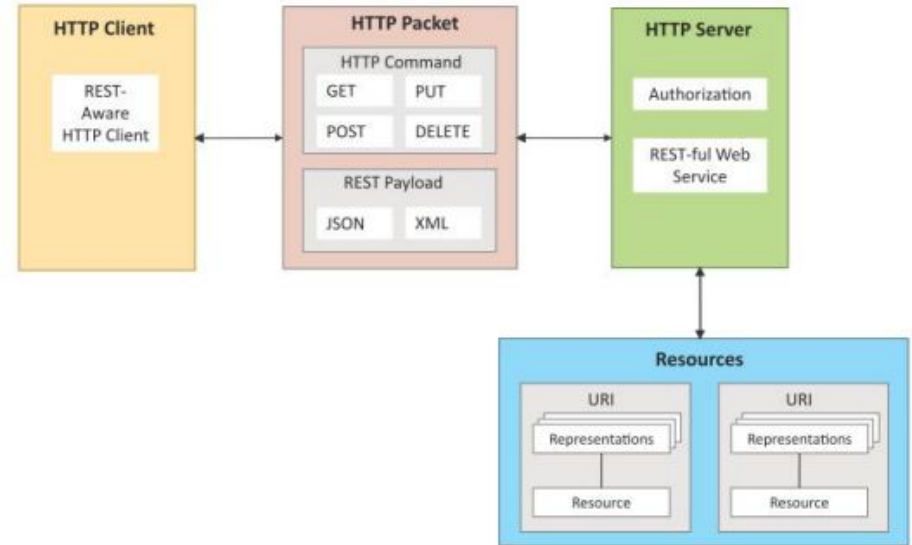 HTTP Client
REST-
Aware
HTTP Client
HTTP Packet
HTTP Command
GET
PUT
POST
DELETE
REST Payload
JSON
XML
HTTP Server
Authorization
REST-ful Web
Service
Resources
URI
Representations
Resource
URI
Representations
Resource